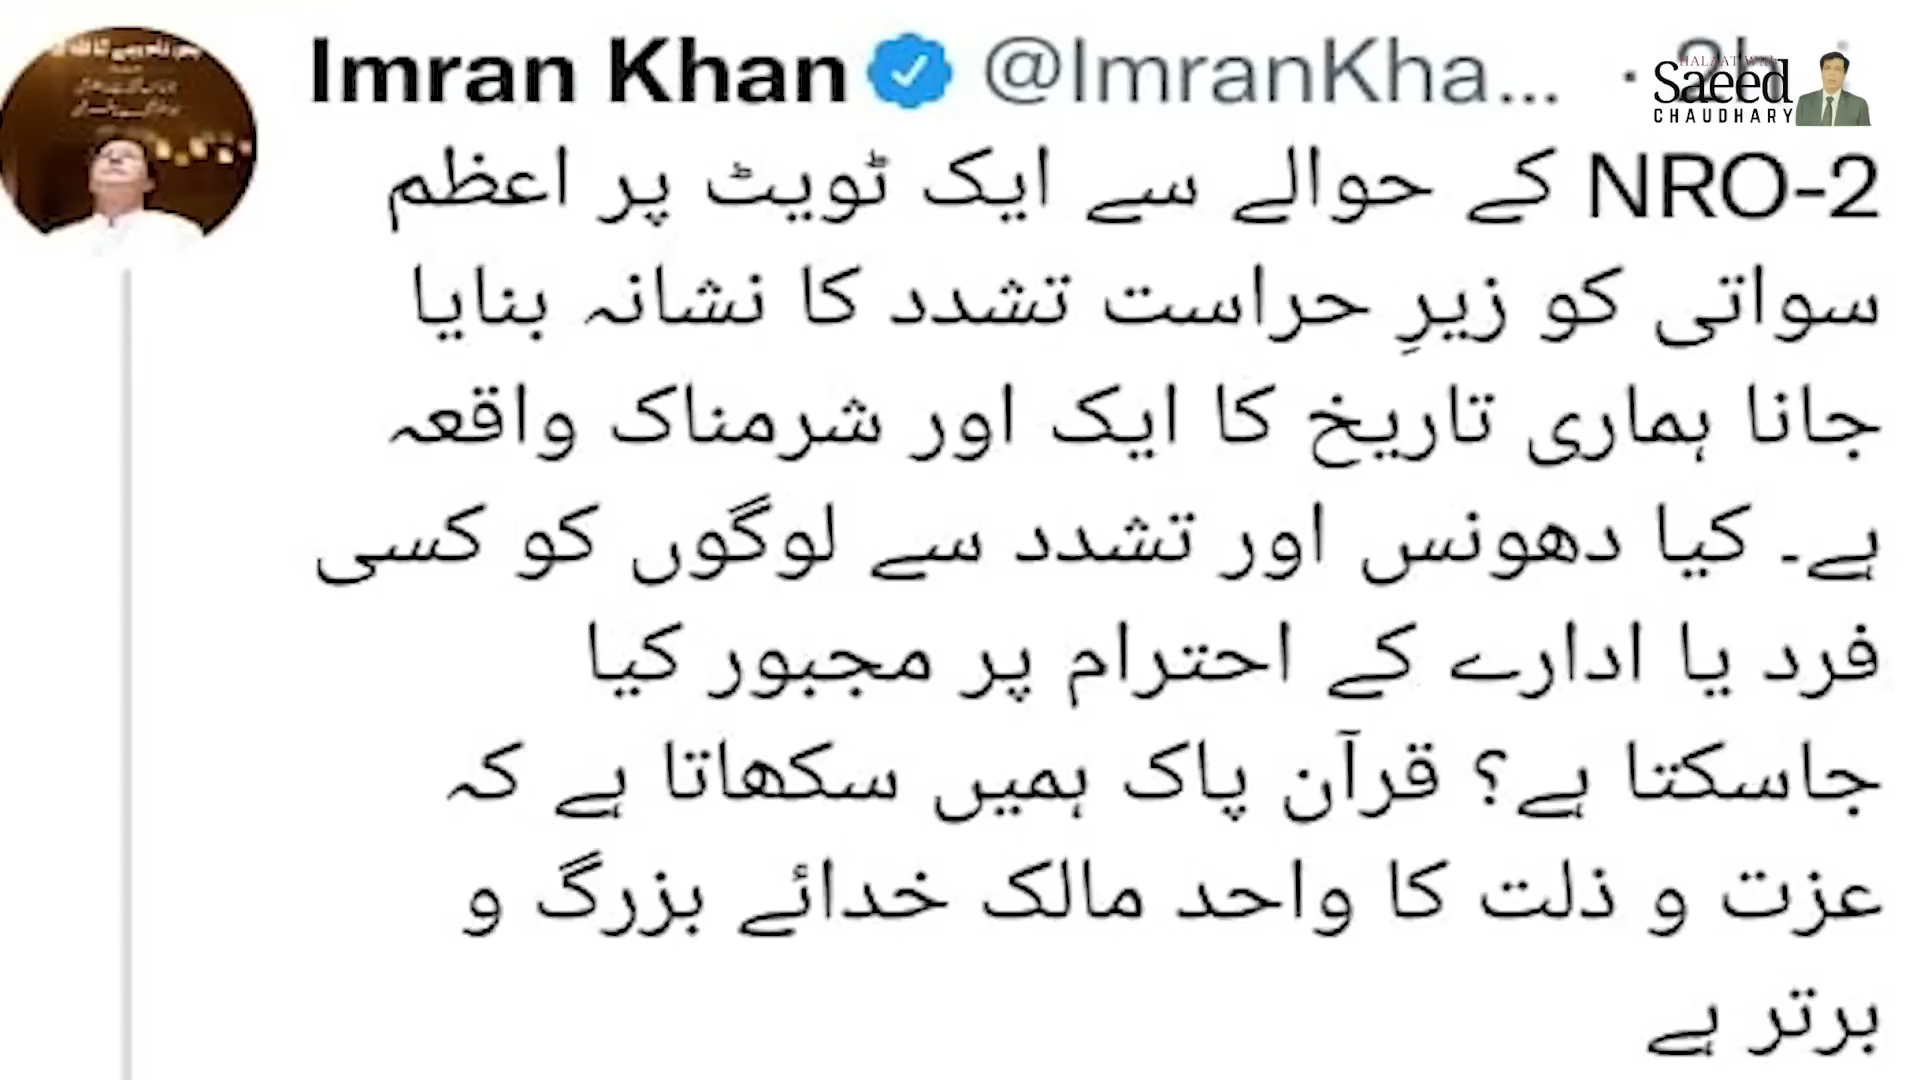 Imran Khan @ImranKha... · 2h
HALAAT With
Saeed
CHAUDHARY
NRO-2 کے حوالے سے ایک ٹویٹ پر اعظم
سواتی کو زیرِ حراست تشدد کا نشانہ بنایا
جانا ہماری تاریخ کا ایک اور شرمناک واقعہ
ہے۔ کیا دھونس اور تشدد سے لوگوں کو کسی
فرد یا ادارے کے احترام پر مجبور کیا
جاسکتا ہے؟ قرآن پاک ہمیں سکھاتا ہے کہ
عزت و ذلت کا واحد مالک خدائے بزرگ و
برتر ہے